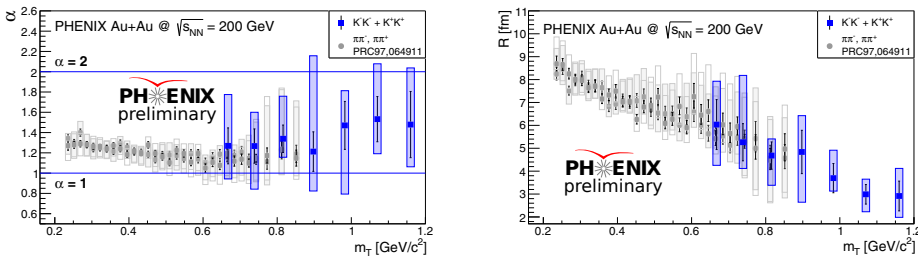 α
PHENIX Au+Au @ √sNN = 200 GeV
K⁻K⁻ + K⁺K⁺
π⁻π⁻, π⁺π⁺
PRC97,064911
α = 2
PHENIX
preliminary
α = 1
2.6
2.4
2.2
2
1.8
1.6
1.4
1.2
1
0.8
0.6
0.2 0.4 0.6 0.8 1 1.2
mT [GeV/c²]
R [fm]
PHENIX Au+Au @ √sNN = 200 GeV
K⁻K⁻ + K⁺K⁺
π⁻π⁻, π⁺π⁺
PRC97,064911
PHENIX
preliminary
11
10
9
8
7
6
5
4
3
2
0.2 0.4 0.6 0.8 1 1.2
mT [GeV/c²]